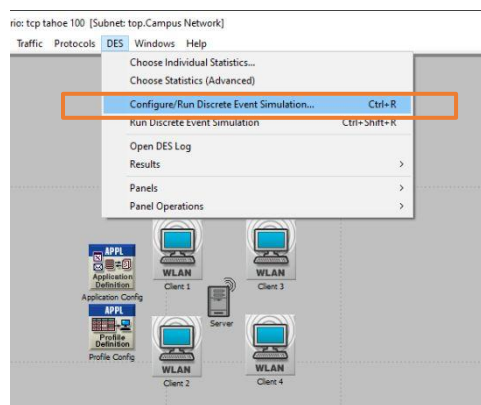 rio: tcp tahoe 100 [Subnet: top.Campus Network]
Traffic Protocols DES Windows Help
Choose Individual Statistics...
Choose Statistics (Advanced)
Configure/Run Discrete Event Simulation... Ctrl+R
Run Discrete Event Simulation Ctrl+Shift+R
Open DES Log
Results
Panels
Panel Operations
APPL
Application
Definition
Application Config
WLAN
Client 1
WLAN
Client 3
Server
APPL
Profile
Definition
Profile Config
WLAN
Client 2
WLAN
Client 4